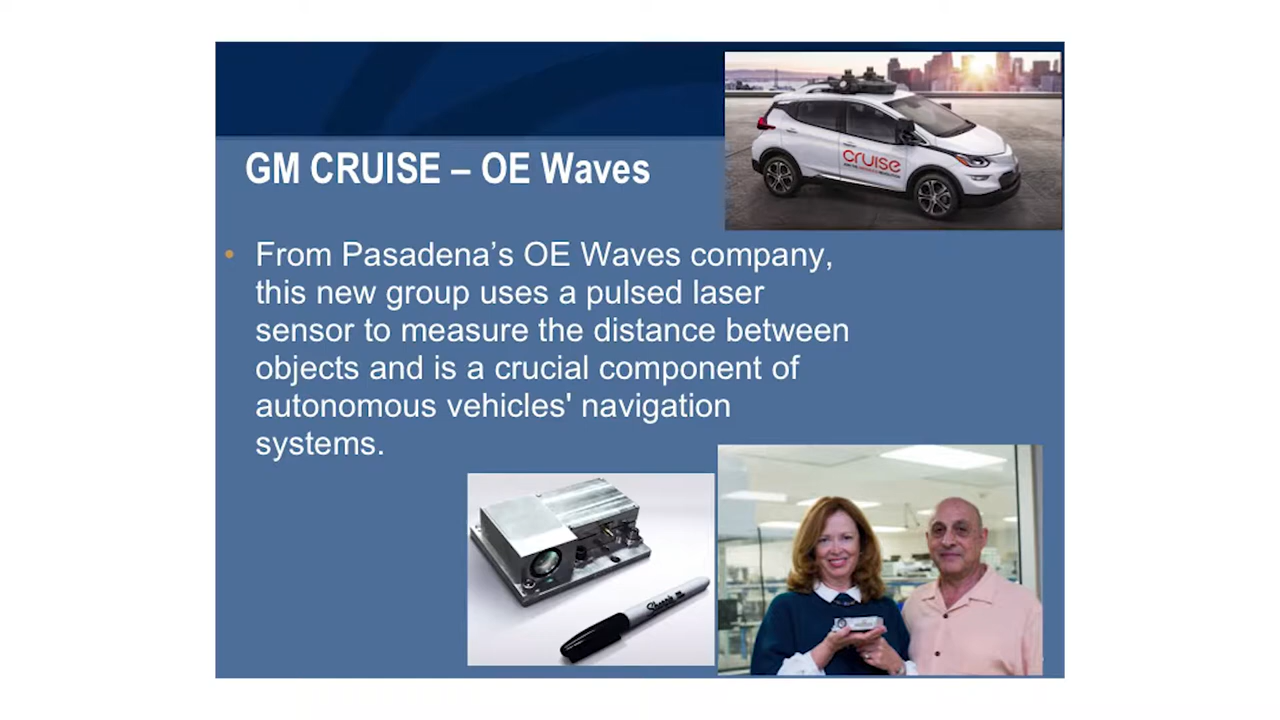 cruise
GM CRUISE – OE Waves
• From Pasadena’s OE Waves company,
this new group uses a pulsed laser
sensor to measure the distance between
objects and is a crucial component of
autonomous vehicles' navigation
systems.
Sharpie